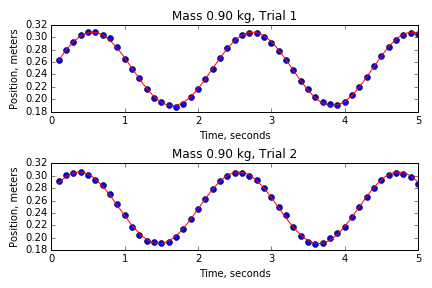 Mass 0.90 kg, Trial 1
0.32
0.30
0.28
0.26
0.24
0.22
0.20
0.18
Position, meters
0 1 2 3 4 5
Time, seconds
Mass 0.90 kg, Trial 2
0.32
0.30
0.28
0.26
0.24
0.22
0.20
0.18
Position, meters
0 1 2 3 4 5
Time, seconds